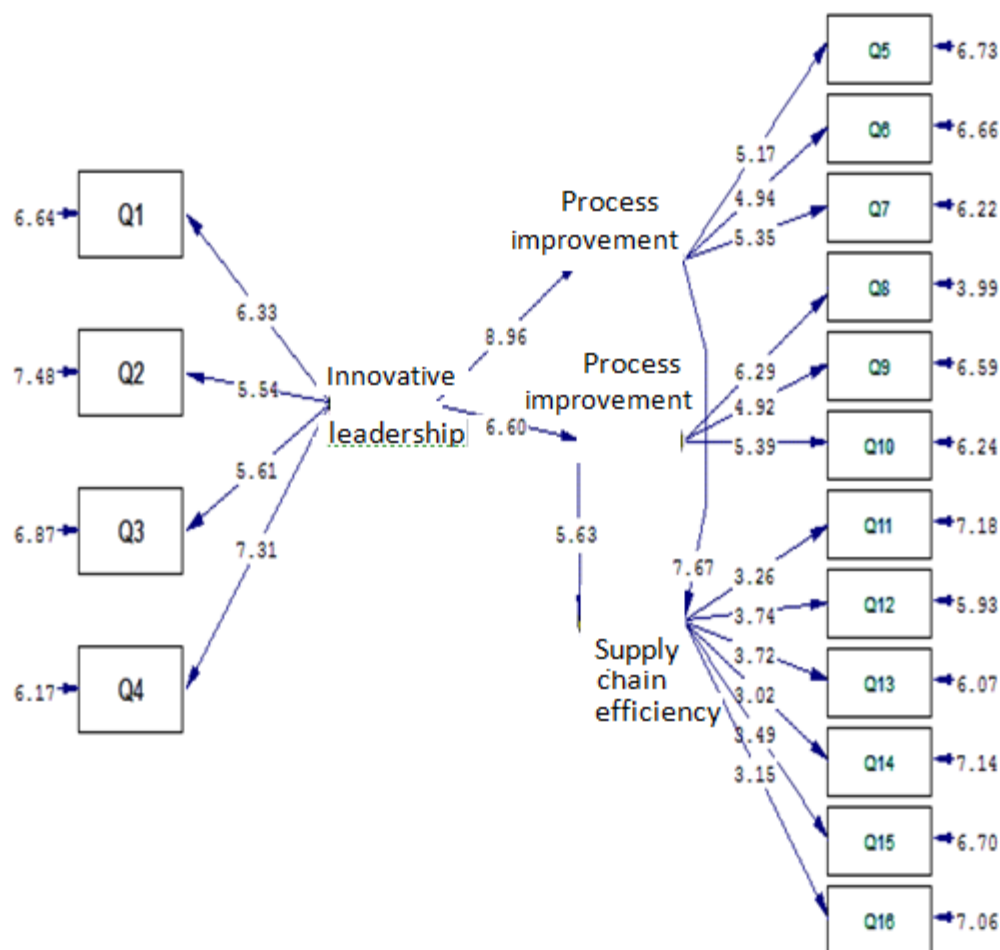 Q5
6.73
Q6
6.66
5.17
Q1
6.64
Process
improvement
4.94
Q7
6.22
5.35
Q8
3.99
6.33
8.96
Q2
7.48
5.54
Innovative
leadership
Process
improvement
6.29
Q9
6.59
4.92
6.60
5.39
Q10
6.24
5.61
Q3
6.87
7.31
5.63
Q11
7.18
7.67
3.26
Q12
5.93
3.74
3.72
Supply
chain
efficiency
Q13
6.07
Q4
6.17
3.02
3.49
Q14
7.14
3.15
Q15
6.70
Q16
7.06